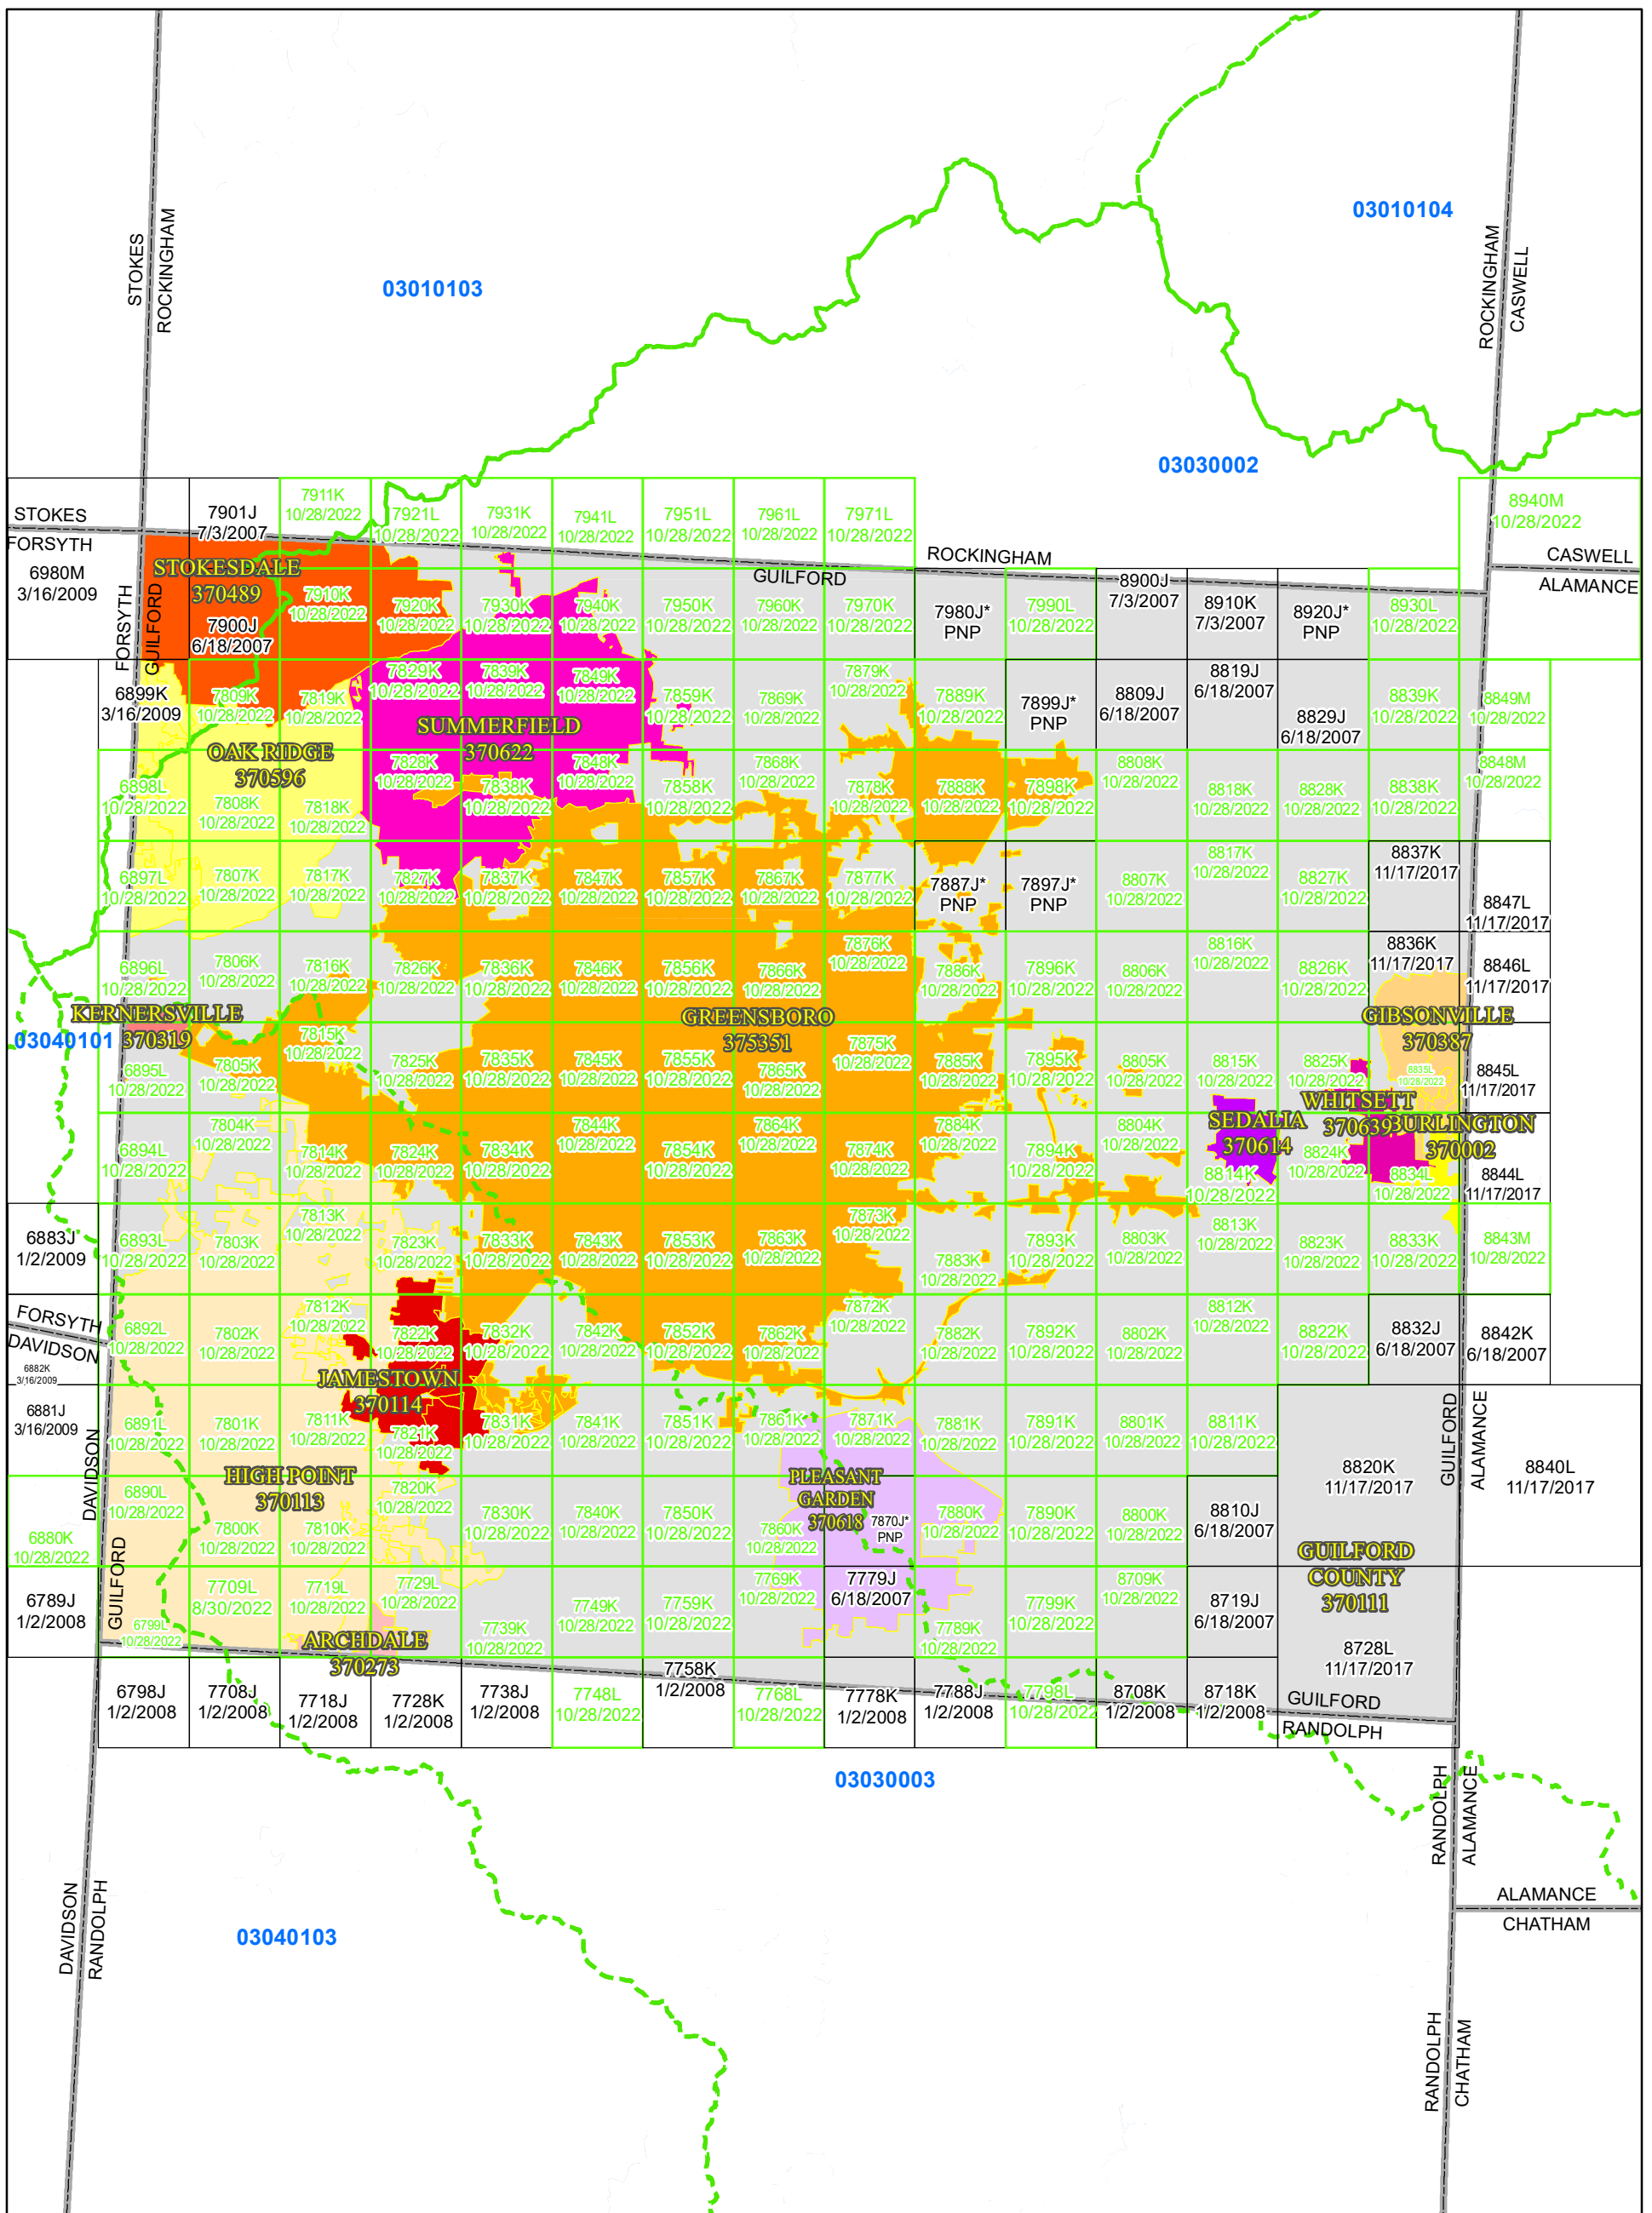 03010104
STOKES
ROCKINGHAM
ROCKINGHAM
CASWELL
03010103
03030002
STOKES
FORSYTH
7901J
7/3/2007
7911K
10/28/2022
7921L
10/28/2022
7931K
10/28/2022
7941L
10/28/2022
7951L
10/28/2022
7961L
10/28/2022
7971L
10/28/2022
8940M
10/28/2022
ROCKINGHAM
GUILFORD
CASWELL
ALAMANCE
6980M
3/16/2009
FORSYTH
GUILFORD
STOKESDALE
370489
7900J
6/18/2007
7910K
10/28/2022
7920K
10/28/2022
7930K
10/28/2022
7940K
10/28/2022
7950K
10/28/2022
7960K
10/28/2022
7970K
10/28/2022
7980J*
PNP
7990L
10/28/2022
8900J
7/3/2007
8910K
7/3/2007
8920J*
PNP
8930L
10/28/2022
6899K
3/16/2009
7809K
10/28/2022
7819K
10/28/2022
7829K
10/28/2022
7839K
10/28/2022
7849K
10/28/2022
7859K
10/28/2022
7869K
10/28/2022
7879K
10/28/2022
7889K
10/28/2022
7899J*
PNP
8809J
6/18/2007
8819J
6/18/2007
8829J
6/18/2007
8839K
10/28/2022
8849M
10/28/2022
SUMMERFIELD
370622
OAK RIDGE
370596
6898L
10/28/2022
7808K
10/28/2022
7818K
10/28/2022
7828K
10/28/2022
7838K
10/28/2022
7848K
10/28/2022
7858K
10/28/2022
7868K
10/28/2022
7878K
10/28/2022
7888K
10/28/2022
7898K
10/28/2022
8808K
10/28/2022
8818K
10/28/2022
8828K
10/28/2022
8838K
10/28/2022
8848M
10/28/2022
6897L
10/28/2022
7807K
10/28/2022
7817K
10/28/2022
7827K
10/28/2022
7837K
10/28/2022
7847K
10/28/2022
7857K
10/28/2022
7867K
10/28/2022
7877K
10/28/2022
7887J*
PNP
7897J*
PNP
8807K
10/28/2022
8817K
10/28/2022
8827K
10/28/2022
8837K
11/17/2017
8847L
11/17/2017
6896L
10/28/2022
7806K
10/28/2022
7816K
10/28/2022
7826K
10/28/2022
7836K
10/28/2022
7846K
10/28/2022
7856K
10/28/2022
7866K
10/28/2022
7876K
10/28/2022
7886K
10/28/2022
7896K
10/28/2022
8806K
10/28/2022
8816K
10/28/2022
8826K
10/28/2022
8836K
11/17/2017
8846L
11/17/2017
KERNERSVILLE
370319
GREENSBORO
375351
GIBSONVILLE
370387
03040101
6895L
10/28/2022
7805K
10/28/2022
7815K
10/28/2022
7825K
10/28/2022
7835K
10/28/2022
7845K
10/28/2022
7855K
10/28/2022
7865K
10/28/2022
7875K
10/28/2022
7885K
10/28/2022
7895K
10/28/2022
8805K
10/28/2022
8815K
10/28/2022
8825K
10/28/2022
8835L
10/28/2022
8845L
11/17/2017
WHITSETT
370639
SEDALIA
370614
BURLINGTON
370002
6894L
10/28/2022
7804K
10/28/2022
7814K
10/28/2022
7824K
10/28/2022
7834K
10/28/2022
7844K
10/28/2022
7854K
10/28/2022
7864K
10/28/2022
7874K
10/28/2022
7884K
10/28/2022
7894K
10/28/2022
8804K
10/28/2022
8814K
10/28/2022
8824K
10/28/2022
8834L
10/28/2022
8844L
11/17/2017
6883J
1/2/2009
6893L
10/28/2022
7803K
10/28/2022
7813K
10/28/2022
7823K
10/28/2022
7833K
10/28/2022
7843K
10/28/2022
7853K
10/28/2022
7863K
10/28/2022
7873K
10/28/2022
7883K
10/28/2022
7893K
10/28/2022
8803K
10/28/2022
8813K
10/28/2022
8823K
10/28/2022
8833K
10/28/2022
8843M
10/28/2022
FORSYTH
DAVIDSON
6882K
3/16/2009
6892L
10/28/2022
7802K
10/28/2022
7812K
10/28/2022
7822K
10/28/2022
7832K
10/28/2022
7842K
10/28/2022
7852K
10/28/2022
7862K
10/28/2022
7872K
10/28/2022
7882K
10/28/2022
7892K
10/28/2022
8802K
10/28/2022
8812K
10/28/2022
8822K
10/28/2022
8832J
6/18/2007
8842K
6/18/2007
JAMESTOWN
370114
6881J
3/16/2009
DAVIDSON
GUILFORD
6891L
10/28/2022
7801K
10/28/2022
7811K
10/28/2022
7821K
10/28/2022
7831K
10/28/2022
7841K
10/28/2022
7851K
10/28/2022
7861K
10/28/2022
7871K
10/28/2022
7881K
10/28/2022
7891K
10/28/2022
8801K
10/28/2022
8811K
10/28/2022
GUILFORD
ALAMANCE
8820K
11/17/2017
8840L
11/17/2017
HIGH POINT
370113
PLEASANT
GARDEN
370618
6880K
10/28/2022
6890L
10/28/2022
7800K
10/28/2022
7810K
10/28/2022
7820K
10/28/2022
7830K
10/28/2022
7840K
10/28/2022
7850K
10/28/2022
7860K
10/28/2022
7870J*
PNP
7880K
10/28/2022
7890K
10/28/2022
8800K
10/28/2022
8810J
6/18/2007
GUILFORD
COUNTY
370111
6789J
1/2/2008
6799L
10/28/2022
7709L
8/30/2022
7719L
10/28/2022
7729L
10/28/2022
7739K
10/28/2022
7749K
10/28/2022
7759K
10/28/2022
7769K
10/28/2022
7779J
6/18/2007
7789K
10/28/2022
7799K
10/28/2022
8709K
10/28/2022
8719J
6/18/2007
8728L
11/17/2017
ARCHDALE
370273
6798J
1/2/2008
7708J
1/2/2008
7718J
1/2/2008
7728K
1/2/2008
7738J
1/2/2008
7748L
10/28/2022
7758K
1/2/2008
7768L
10/28/2022
7778K
1/2/2008
7788J
1/2/2008
7798L
10/28/2022
8708K
1/2/2008
8718K
1/2/2008
GUILFORD
RANDOLPH
03030003
RANDOLPH
ALAMANCE
DAVIDSON
RANDOLPH
03040103
ALAMANCE
CHATHAM
RANDOLPH
CHATHAM